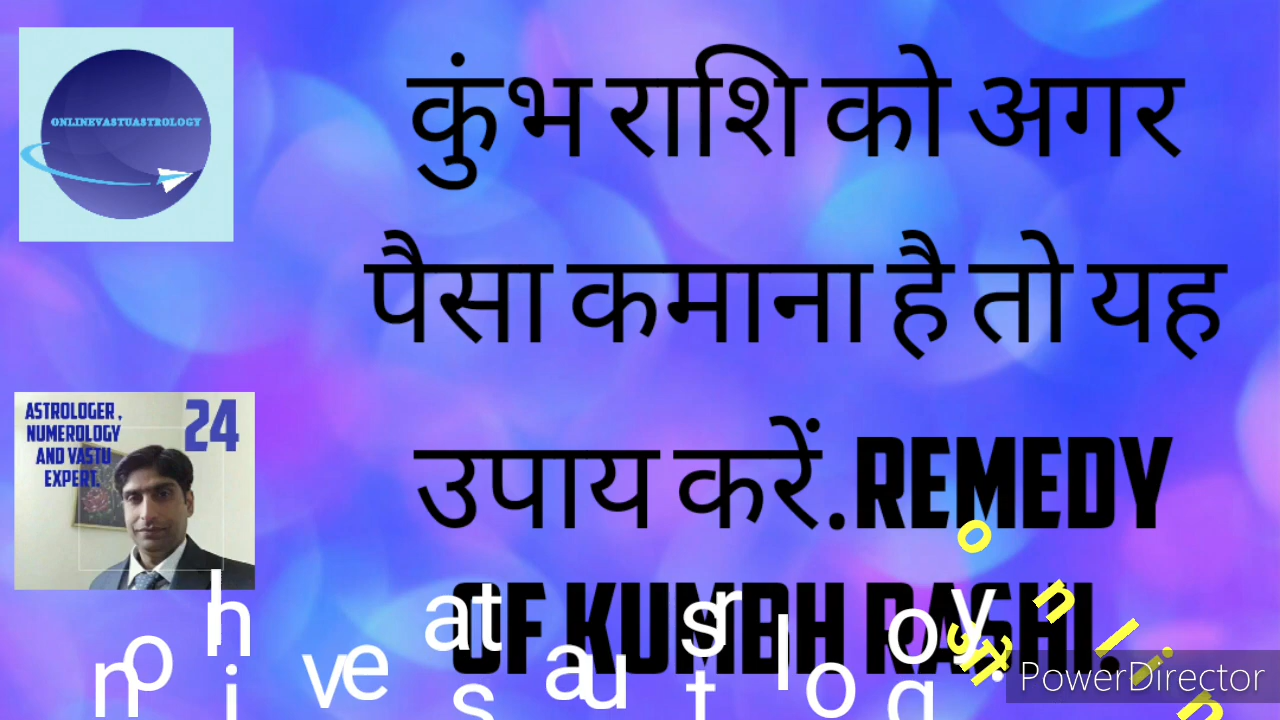 ONLINEVASTUASTROLOGY
कुंभ राशि को अगर
पैसा कमाना है तो यह
उपाय करें.REMEDY
OF KUMBH RASHI.
ASTROLOGER ,
NUMEROLOGY
AND VASTU
EXPERT.
24
PowerDirector